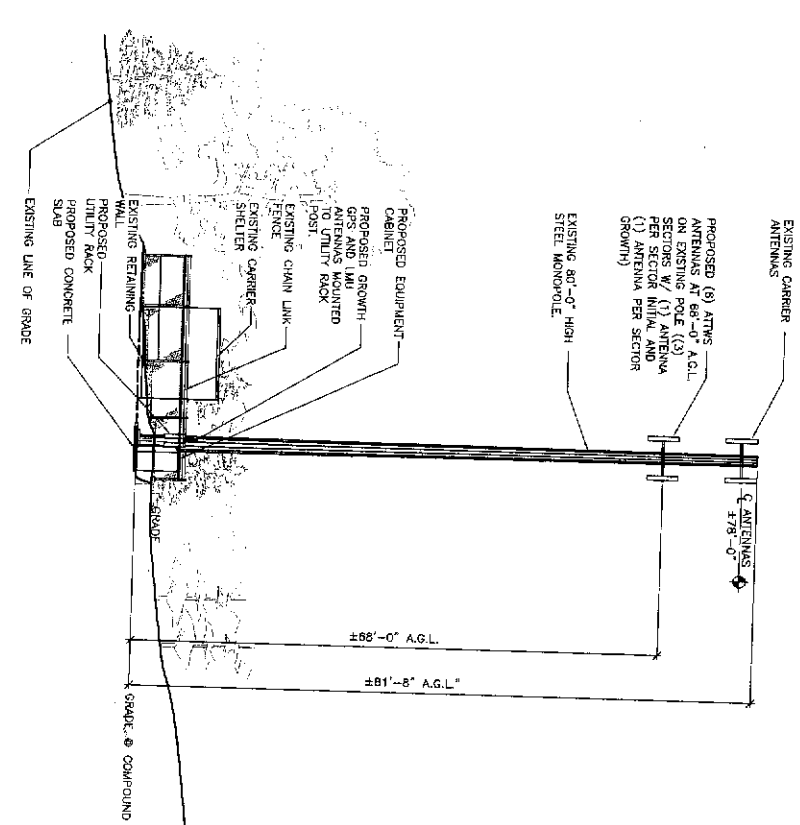 EXISTING CARRIER
ANTENNAS
PROPOSED (6) ATTWS
ANTENNAS AT 68'-0" A.G.L.
ON EXISTING POLE ((3)
SECTORS W/ (1) ANTENNA
PER SECTOR INITIAL AND
(1) ANTENNA PER SECTOR
GROWTH)
EXISTING 80'-0" HIGH
STEEL MONOPOLE.
PROPOSED EQUIPMENT
CABINET
PROPOSED GROWTH
GPS AND LMU
ANTENNAS MOUNTED
TO UTILITY RACK
POST.
EXISTING CHAIN LINK
FENCE
EXISTING CARRIER
SHELTER
EXISTING RETAINING
WALL
PROPOSED
UTILITY RACK
PROPOSED CONCRETE
SLAB
EXISTING LINE OF GRADE
GRADE
℄ ANTENNAS
±78'-0"
±68'-0" A.G.L.
±81'-8" A.G.L."
GRADE @ COMPOUND